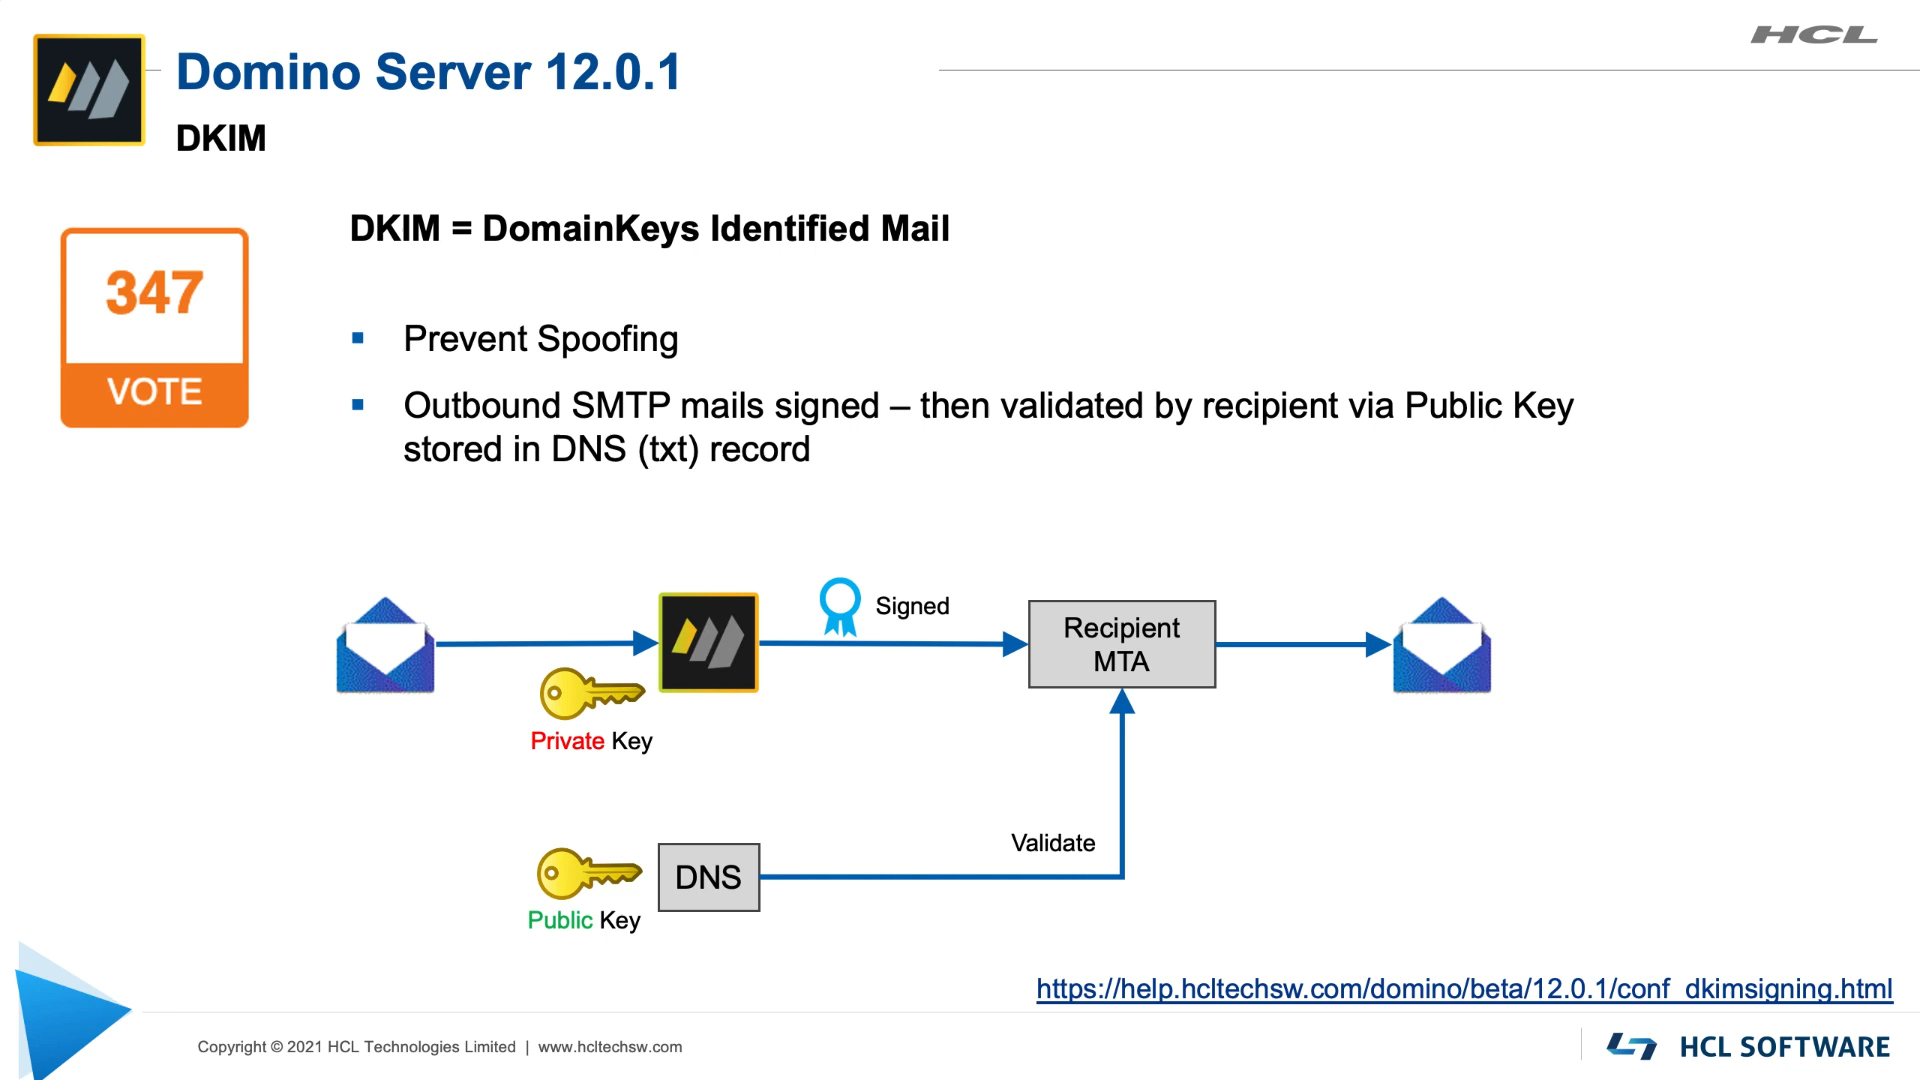 HCL
Domino Server 12.0.1
DKIM
DKIM = DomainKeys Identified Mail
347
VOTE
▪ Prevent Spoofing
▪ Outbound SMTP mails signed – then validated by recipient via Public Key
stored in DNS (txt) record
Signed
Recipient
MTA
Private Key
Validate
DNS
Public Key
https://help.hcltechsw.com/domino/beta/12.0.1/conf_dkimsigning.html
Copyright © 2021 HCL Technologies Limited | www.hcltechsw.com
HCL SOFTWARE